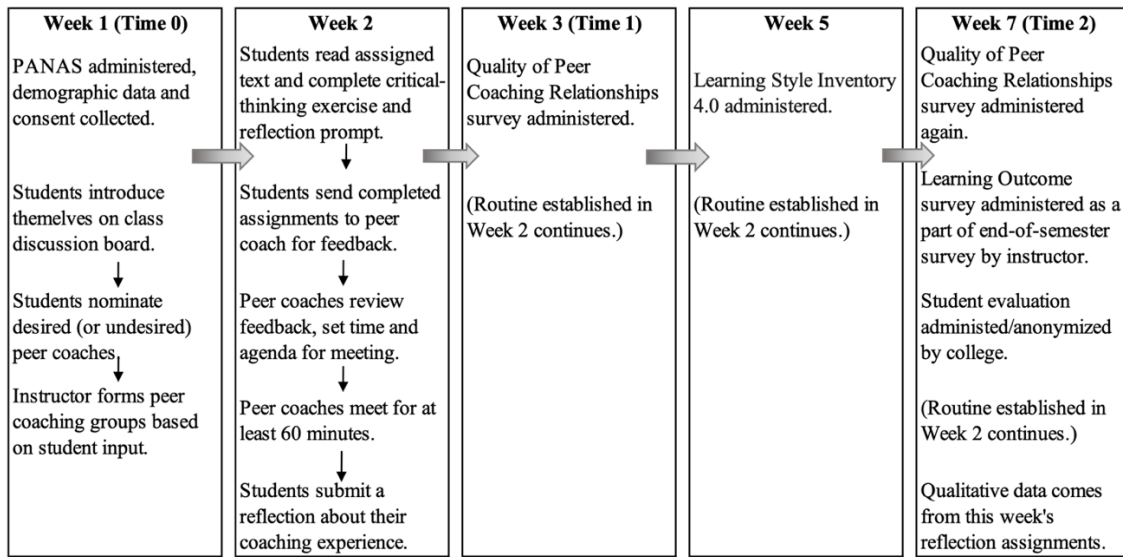 Week 1 (Time 0)
PANAS administered,
demographic data and
consent collected.
Students introduce
themelves on class
discussion board.
Students nominate
desired (or undesired)
peer coaches
Instructor forms peer
coaching groups based
on student input.
Week 2
Students read asssigned
text and complete critical-
thinking exercise and
reflection prompt.
Students send completed
assignments to peer
coach for feedback.
Peer coaches review
feedback, set time and
agenda for meeting.
Peer coaches meet for at
least 60 minutes.
Students submit a
reflection about their
coaching experience.
Week 3 (Time 1)
Quality of Peer
Coaching Relationships
survey administered.
(Routine established in
Week 2 continues.)
Week 5
Learning Style Inventory
4.0 administered.
(Routine established in
Week 2 continues.)
Week 7 (Time 2)
Quality of Peer
Coaching Relationships
survey administered
again.
Learning Outcome
survey administered as a
part of end-of-semester
survey by instructor.
Student evaluation
administed/anonymized
by college.
(Routine established in
Week 2 continues.)
Qualitative data comes
from this week's
reflection assignments.